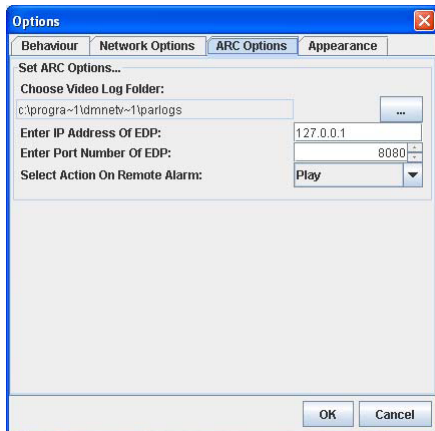 Options
Behaviour Network Options ARC Options Appearance
Set ARC Options...
Choose Video Log Folder:
c:\progra~1\dmnetv~1\parlogs ...
Enter IP Address Of EDP: 127.0.0.1
Enter Port Number Of EDP: 8080
Select Action On Remote Alarm: Play
OK Cancel